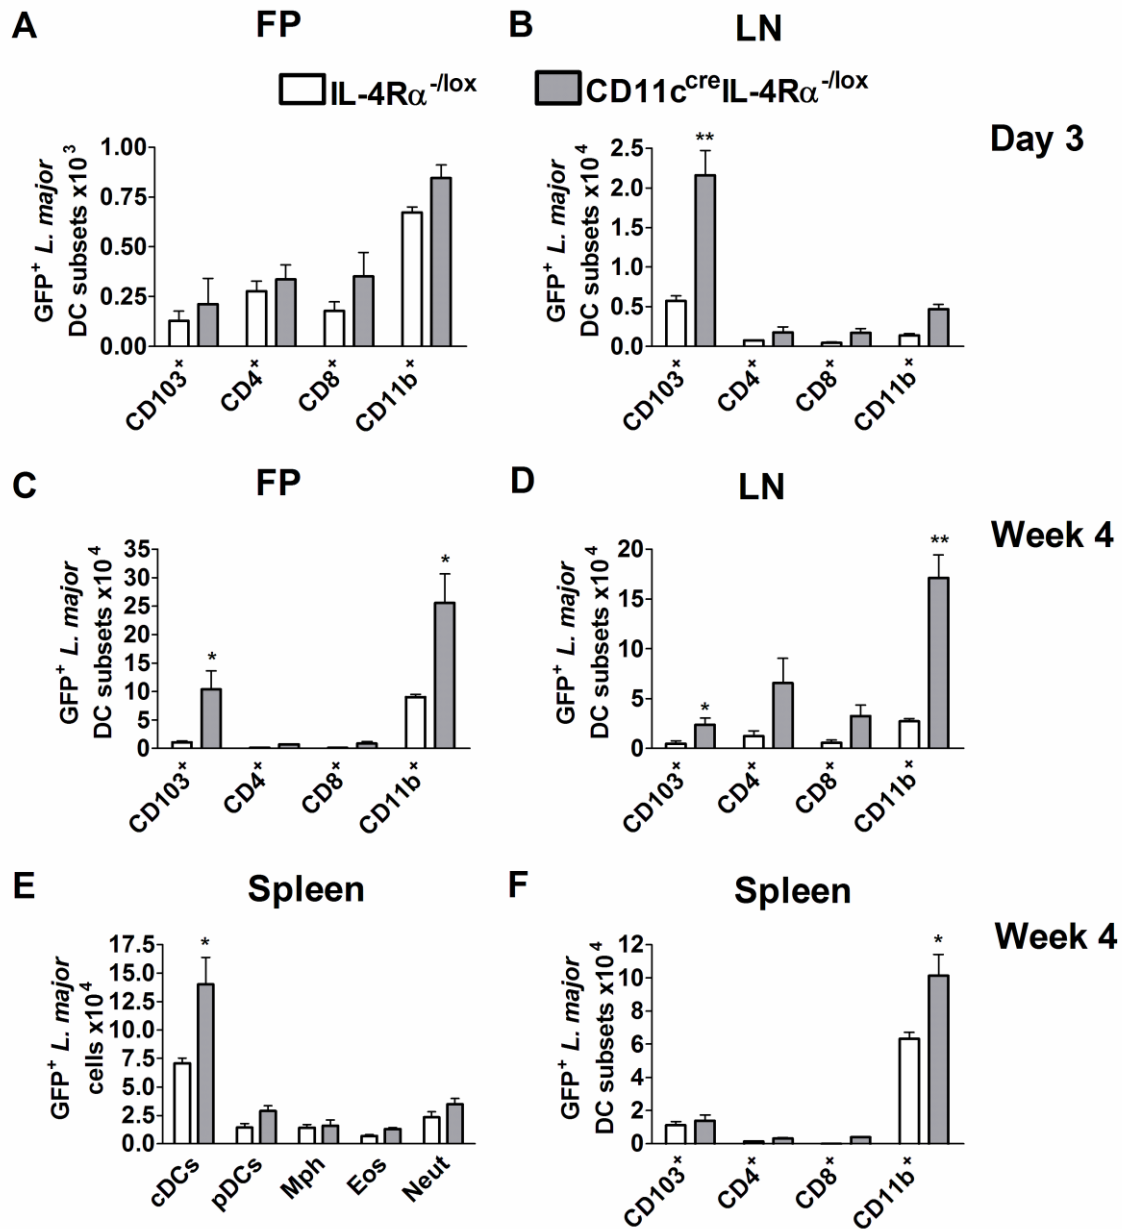 A FP B LN
IL-4Rα⁻/ˡᵒˣ CD11cᶜʳᵉIL-4Rα⁻/ˡᵒˣ
Day 3
GFP⁺ L. major
DC subsets x10³
1.00
0.75
0.50
0.25
0.00
CD103⁺ CD4⁺ CD8⁺ CD11b⁺
GFP⁺ L. major
DC subsets x10⁴
2.5
2.0
1.5
1.0
0.5
0.0
**
CD103⁺ CD4⁺ CD8⁺ CD11b⁺
C FP D LN
Week 4
GFP⁺ L. major
DC subsets x10⁴
35
30
25
20
15
10
5
0
* *
CD103⁺ CD4⁺ CD8⁺ CD11b⁺
GFP⁺ L. major
DC subsets x10⁴
20
15
10
5
0
* **
CD103⁺ CD4⁺ CD8⁺ CD11b⁺
E Spleen F Spleen
Week 4
GFP⁺ L. major
cells x10⁴
17.5
15.0
12.5
10.0
7.5
5.0
2.5
0.0
*
cDCs pDCs Mph Eos Neut
GFP⁺ L. major
DC subsets x10⁴
12
10
8
6
4
2
0
*
CD103⁺ CD4⁺ CD8⁺ CD11b⁺